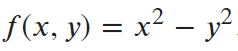 f(x, y) = x² − y².